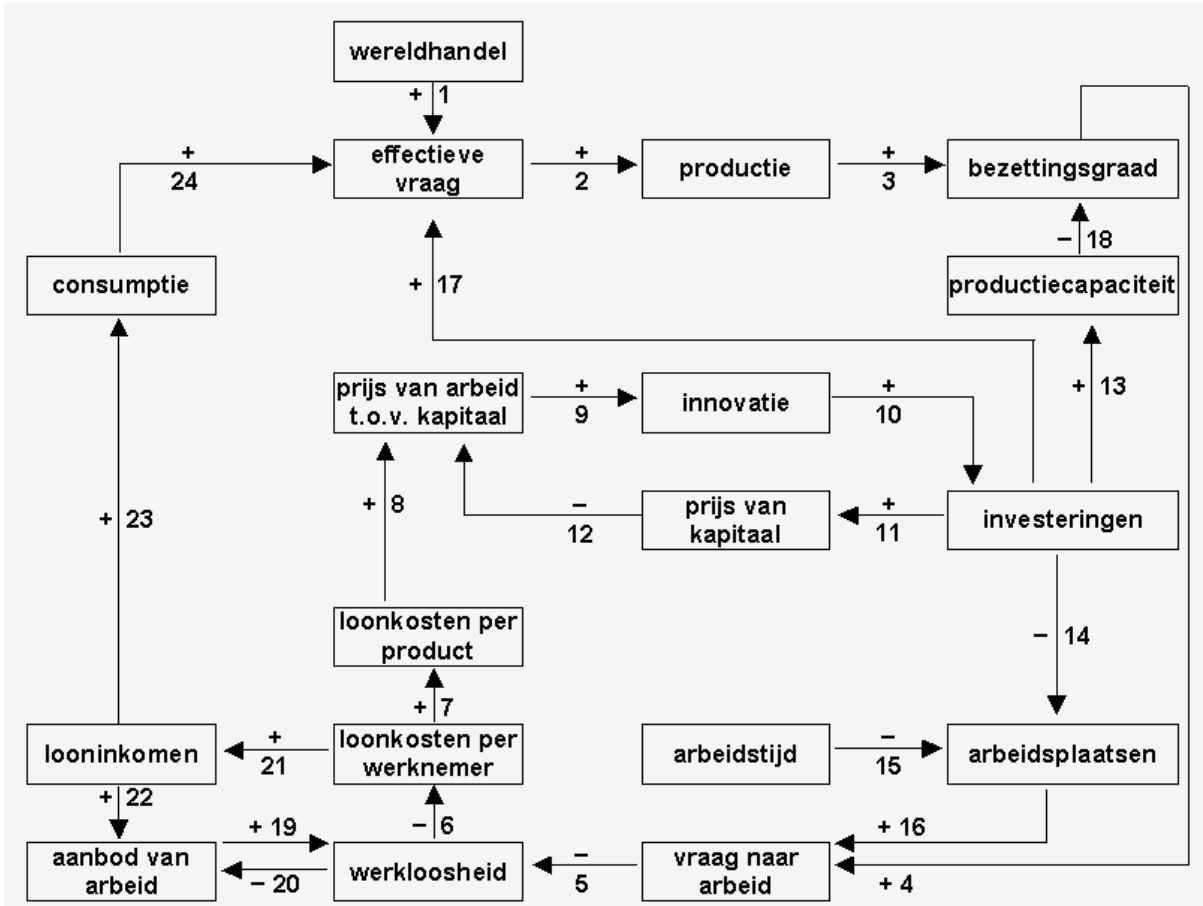 wereldhandel
+ 1
+
24
effectieve
vraag
+
2
productie
+
3
bezettingsgraad
– 18
consumptie
+ 17
productiecapaciteit
+ 13
prijs van arbeid
t.o.v. kapitaal
+
9
innovatie
+
10
+ 23
+ 8
–
12
prijs van
kapitaal
+
11
investeringen
– 14
loonkosten per
product
+ 7
looninkomen
+
21
loonkosten per
werknemer
arbeidstijd
–
15
arbeidsplaatsen
+ 22
– 6
+ 16
aanbod van
arbeid
+ 19
– 20
werkloosheid
–
5
vraag naar
arbeid
+ 4